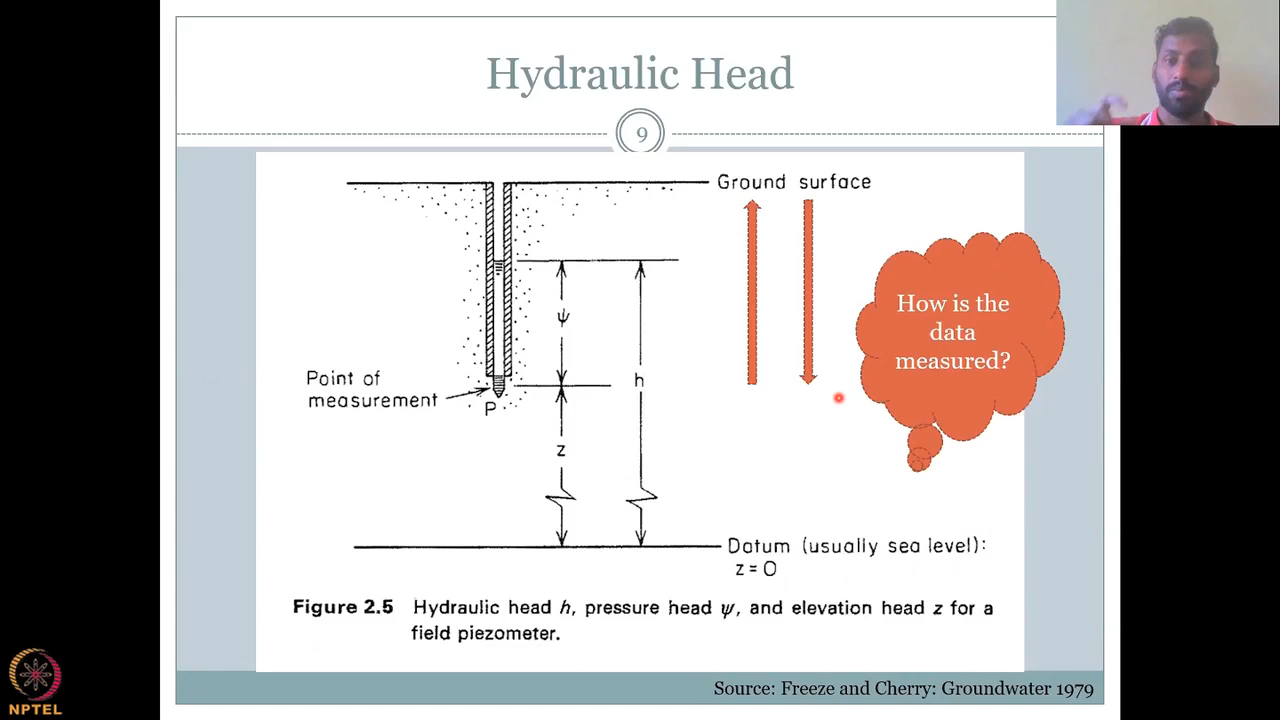 Hydraulic Head
9
Ground surface
How is the
data
measured?
ψ
h
Point of
measurement
P
z
Datum (usually sea level):
z = 0
Figure 2.5 Hydraulic head h, pressure head ψ, and elevation head z for a
field piezometer.
Source: Freeze and Cherry: Groundwater 1979
NPTEL